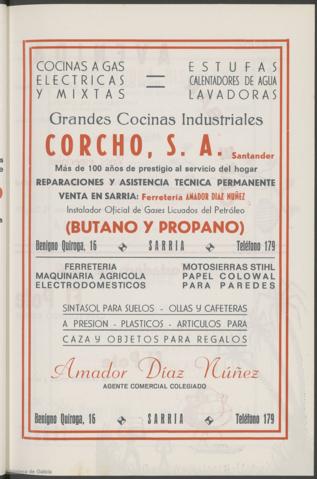 COCINAS A GAS
ELECTRICAS
Y MIXTAS
=
ESTUFAS
CALENTADORES DE AGUA
LAVADORAS
Grandes Cocinas Industriales
CORCHO, S. A. Santander
Más de 100 años de prestigio al servicio del hogar
REPARACIONES Y ASISTENCIA TECNICA PERMANENTE
VENTA EN SARRIA: Ferretería AMADOR DIAZ NUÑEZ
Instalador Oficial de Gases Licuados del Petróleo
(BUTANO Y PROPANO)
Benigno Quiroga, 16 SARRIA Teléfono 179
FERRETERIA
MAQUINARIA AGRICOLA
ELECTRODOMESTICOS
MOTOSIERRAS STIHL
PAPEL COLOWAL
PARA PAREDES
SINTASOL PARA SUELOS - OLLAS Y CAFETERAS
A PRESION - PLASTICOS - ARTICULOS PARA
CAZA Y OBJETOS PARA REGALOS
Amador Díaz Núñez
AGENTE COMERCIAL COLEGIADO
Benigno Quiroga, 16 SARRIA Teléfono 179
de Galicia